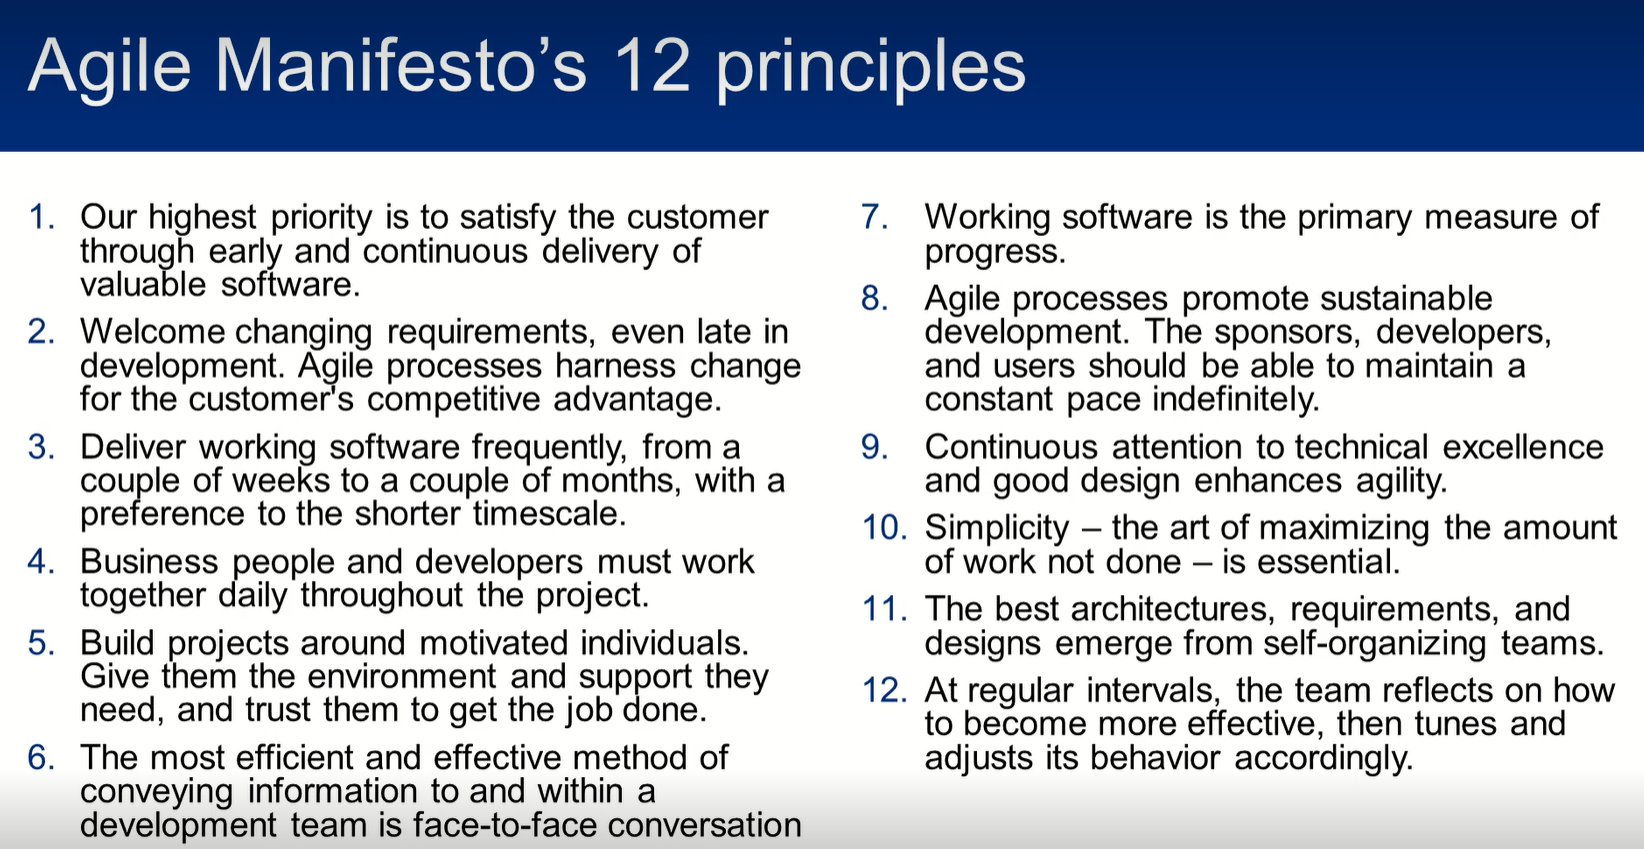 Agile Manifesto’s 12 principles
1. Our highest priority is to satisfy the customer
through early and continuous delivery of
valuable software.
2. Welcome changing requirements, even late in
development. Agile processes harness change
for the customer's competitive advantage.
3. Deliver working software frequently, from a
couple of weeks to a couple of months, with a
preference to the shorter timescale.
4. Business people and developers must work
together daily throughout the project.
5. Build projects around motivated individuals.
Give them the environment and support they
need, and trust them to get the job done.
6. The most efficient and effective method of
conveying information to and within a
development team is face-to-face conversation
7. Working software is the primary measure of
progress.
8. Agile processes promote sustainable
development. The sponsors, developers,
and users should be able to maintain a
constant pace indefinitely.
9. Continuous attention to technical excellence
and good design enhances agility.
10. Simplicity – the art of maximizing the amount
of work not done – is essential.
11. The best architectures, requirements, and
designs emerge from self-organizing teams.
12. At regular intervals, the team reflects on how
to become more effective, then tunes and
adjusts its behavior accordingly.